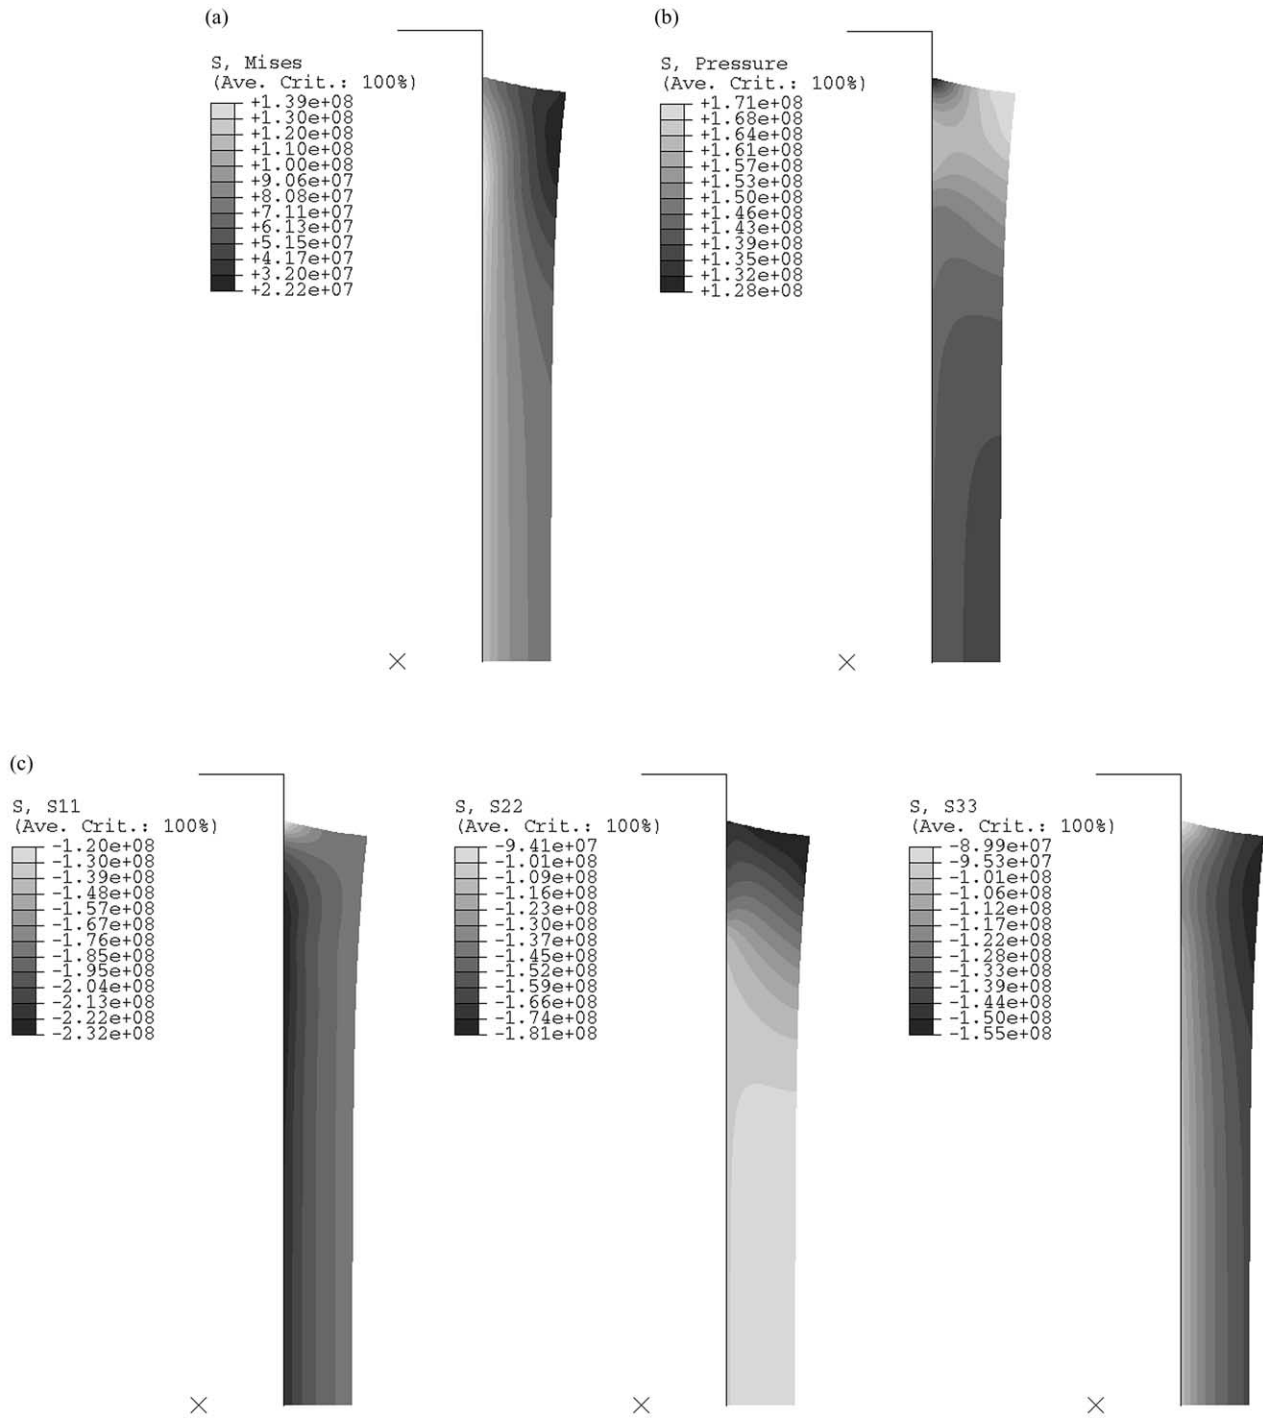 (a)
S, Mises
(Ave. Crit.: 100%)
+1.39e+08
+1.30e+08
+1.20e+08
+1.10e+08
+1.00e+08
+9.06e+07
+8.08e+07
+7.11e+07
+6.13e+07
+5.15e+07
+4.17e+07
+3.20e+07
+2.22e+07
(b)
S, Pressure
(Ave. Crit.: 100%)
+1.71e+08
+1.68e+08
+1.64e+08
+1.61e+08
+1.57e+08
+1.53e+08
+1.50e+08
+1.46e+08
+1.43e+08
+1.39e+08
+1.35e+08
+1.32e+08
+1.28e+08
(c)
S, S11
(Ave. Crit.: 100%)
-1.20e+08
-1.30e+08
-1.39e+08
-1.48e+08
-1.57e+08
-1.67e+08
-1.76e+08
-1.85e+08
-1.95e+08
-2.04e+08
-2.13e+08
-2.22e+08
-2.32e+08
S, S22
(Ave. Crit.: 100%)
-9.41e+07
-1.01e+08
-1.09e+08
-1.16e+08
-1.23e+08
-1.30e+08
-1.37e+08
-1.45e+08
-1.52e+08
-1.59e+08
-1.66e+08
-1.74e+08
-1.81e+08
S, S33
(Ave. Crit.: 100%)
-8.99e+07
-9.53e+07
-1.01e+08
-1.06e+08
-1.12e+08
-1.17e+08
-1.22e+08
-1.28e+08
-1.33e+08
-1.39e+08
-1.44e+08
-1.50e+08
-1.55e+08